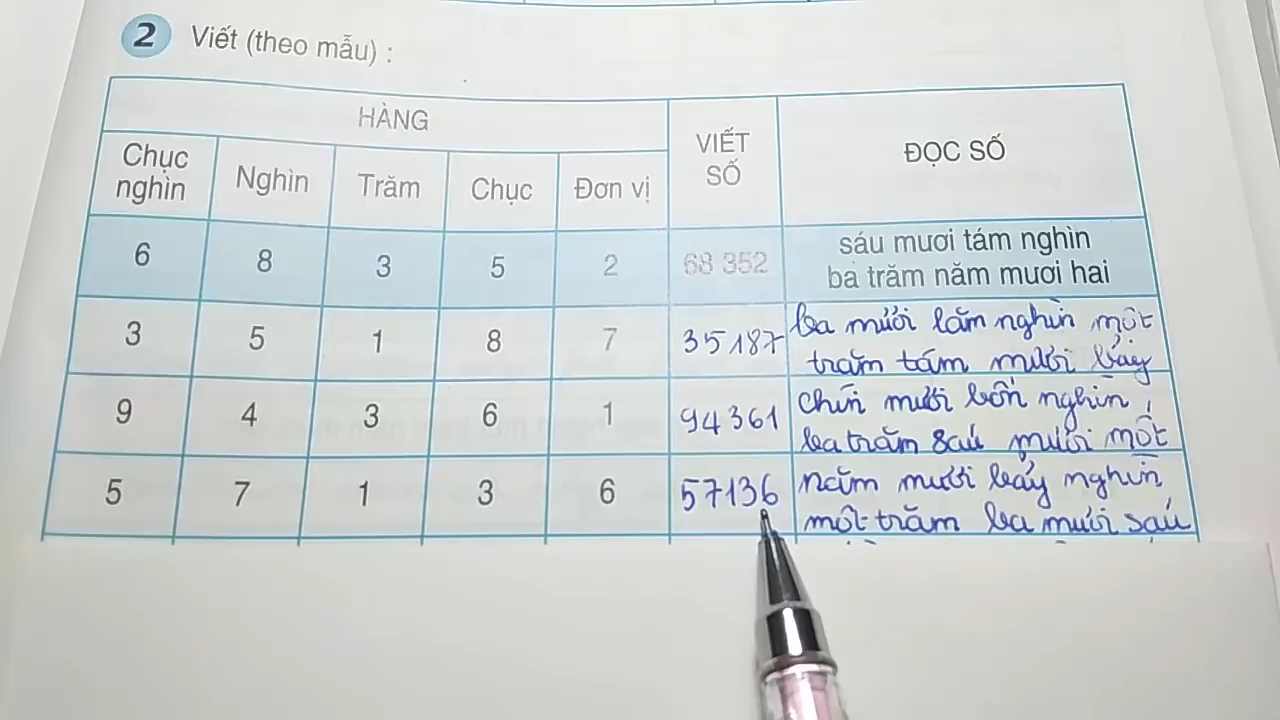 2 Viết (theo mẫu) :
HÀNG
VIẾT SỐ
ĐỌC SỐ
Chục nghìn
Nghìn
Trăm
Chục
Đơn vị
6 8 3 5 2 68 352 sáu mươi tám nghìn
ba trăm năm mươi hai
3 5 1 8 7 35187 ba mươi lăm nghìn một
trăm tám mươi bảy
9 4 3 6 1 94361 chín mươi bốn nghìn,
ba trăm sáu mươi một
5 7 1 3 6 57136 năm mươi bảy nghìn
một trăm ba mươi sáu